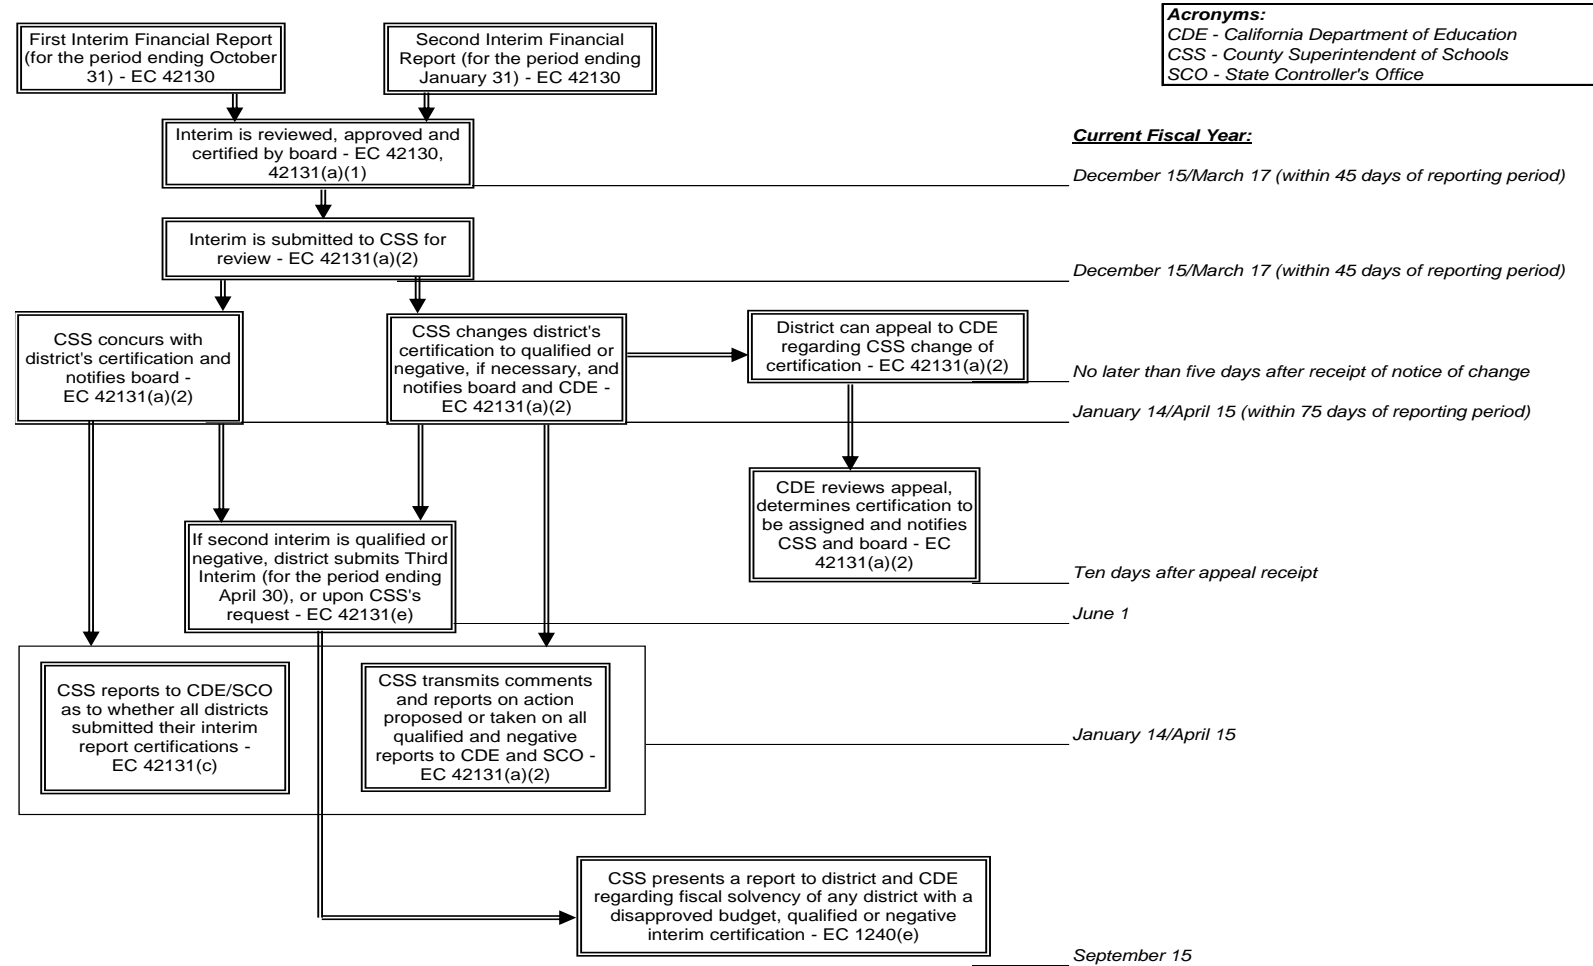 Acronyms:
CDE - California Department of Education
CSS - County Superintendent of Schools
SCO - State Controller's Office
First Interim Financial Report
(for the period ending October
31) - EC 42130
Second Interim Financial
Report (for the period ending
January 31) - EC 42130
Interim is reviewed, approved and
certified by board - EC 42130,
42131(a)(1)
Current Fiscal Year:
December 15/March 17 (within 45 days of reporting period)
Interim is submitted to CSS for
review - EC 42131(a)(2)
December 15/March 17 (within 45 days of reporting period)
CSS concurs with
district's certification and
notifies board -
EC 42131(a)(2)
CSS changes district's
certification to qualified or
negative, if necessary, and
notifies board and CDE -
EC 42131(a)(2)
District can appeal to CDE
regarding CSS change of
certification - EC 42131(a)(2)
No later than five days after receipt of notice of change
January 14/April 15 (within 75 days of reporting period)
CDE reviews appeal,
determines certification to
be assigned and notifies
CSS and board - EC
42131(a)(2)
If second interim is qualified or
negative, district submits Third
Interim (for the period ending
April 30), or upon CSS's
request - EC 42131(e)
Ten days after appeal receipt
June 1
CSS reports to CDE/SCO
as to whether all districts
submitted their interim
report certifications -
EC 42131(c)
CSS transmits comments
and reports on action
proposed or taken on all
qualified and negative
reports to CDE and SCO -
EC 42131(a)(2)
January 14/April 15
CSS presents a report to district and CDE
regarding fiscal solvency of any district with a
disapproved budget, qualified or negative
interim certification - EC 1240(e)
September 15